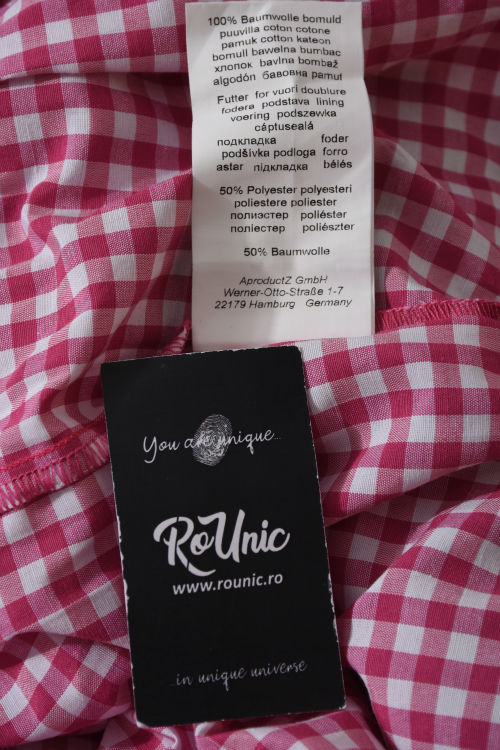 100% Baumwolle bomuld
puuvilla coton cotone
pamuk cotton katoen
bomull bawełna bumbac
хлопок bavlna bombaž
algodón бавовна pamut
Futter for vuori doublure
fodera podstava lining
voering podszewka
căptuseală
подкладка foder
podšívka podloga forro
astar підкладка bélés
50% Polyester polyesteri
poliestere poliester
полиэстер poliéster
поліестер poliészter
50% Baumwolle
AproductZ GmbH
Werner-Otto-Straße 1-7
22179 Hamburg Germany
You are unique...
RoUnic
www.rounic.ro
...in unique universe